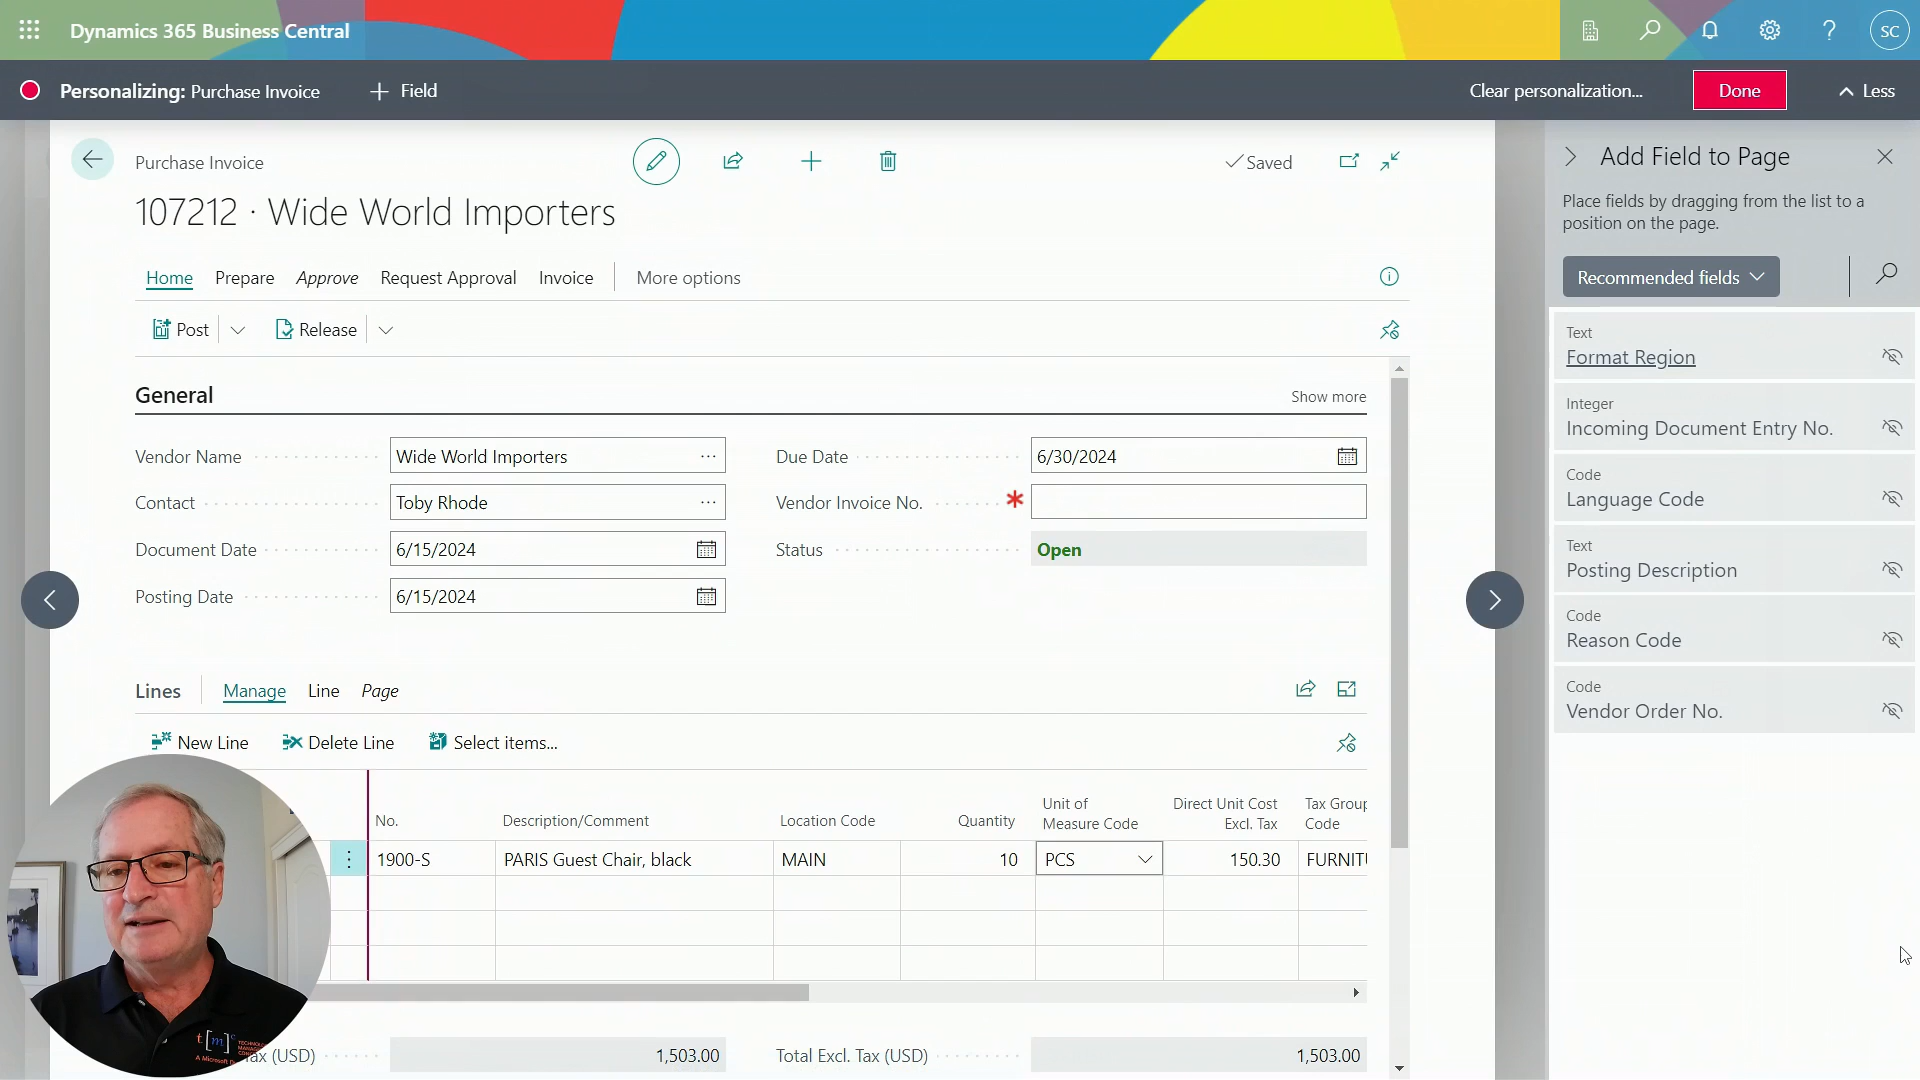 Dynamics 365 Business Central
SC
Personalizing: Purchase Invoice
Field
Clear personalization...
Done
Less
Purchase Invoice
Saved
107212 · Wide World Importers
Home
Prepare
Approve
Request Approval
Invoice
More options
Post
Release
General
Show more
Vendor Name
Wide World Importers
Due Date
6/30/2024
Contact
Toby Rhode
Vendor Invoice No.
*
Document Date
6/15/2024
Status
Open
Posting Date
6/15/2024
Lines
Manage
Line
Page
New Line
Delete Line
Select items...
No.
Description/Comment
Location Code
Quantity
Unit of
Measure Code
Direct Unit Cost
Excl. Tax
Tax Group
Code
1900-S
PARIS Guest Chair, black
MAIN
10
PCS
150.30
FURNITU
Tax (USD)
1,503.00
Total Excl. Tax (USD)
1,503.00
Add Field to Page
Place fields by dragging from the list to a
position on the page.
Recommended fields
Text
Format Region
Integer
Incoming Document Entry No.
Code
Language Code
Text
Posting Description
Code
Reason Code
Code
Vendor Order No.